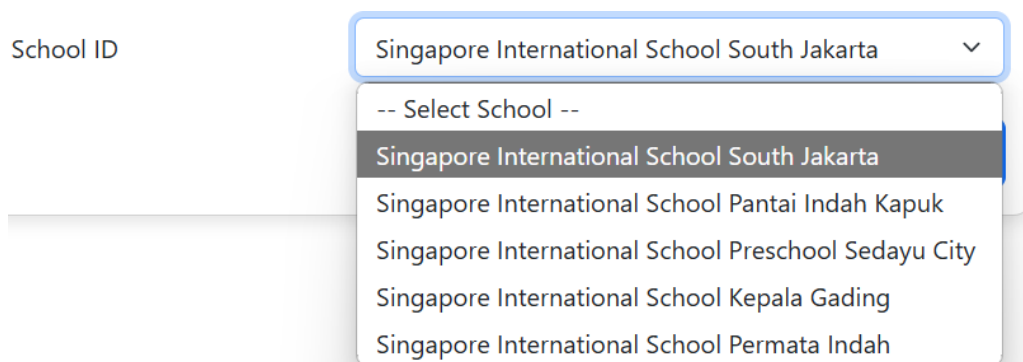 School ID
Singapore International School South Jakarta
-- Select School --
Singapore International School South Jakarta
Singapore International School Pantai Indah Kapuk
Singapore International School Preschool Sedayu City
Singapore International School Kepala Gading
Singapore International School Permata Indah